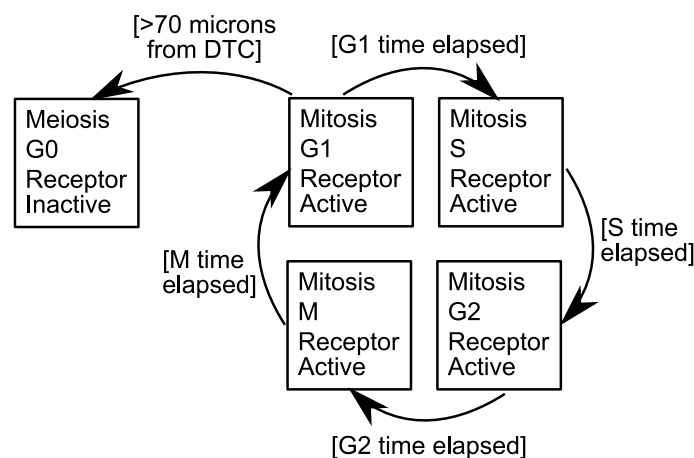 [>70 microns
from DTC]
[G1 time elapsed]
Meiosis
G0
Receptor
Inactive
Mitosis
G1
Receptor
Active
Mitosis
S
Receptor
Active
[S time
elapsed]
[M time
elapsed]
Mitosis
M
Receptor
Active
Mitosis
G2
Receptor
Active
[G2 time elapsed]